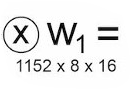 ⓧ W₁ =
1152 x 8 x 16